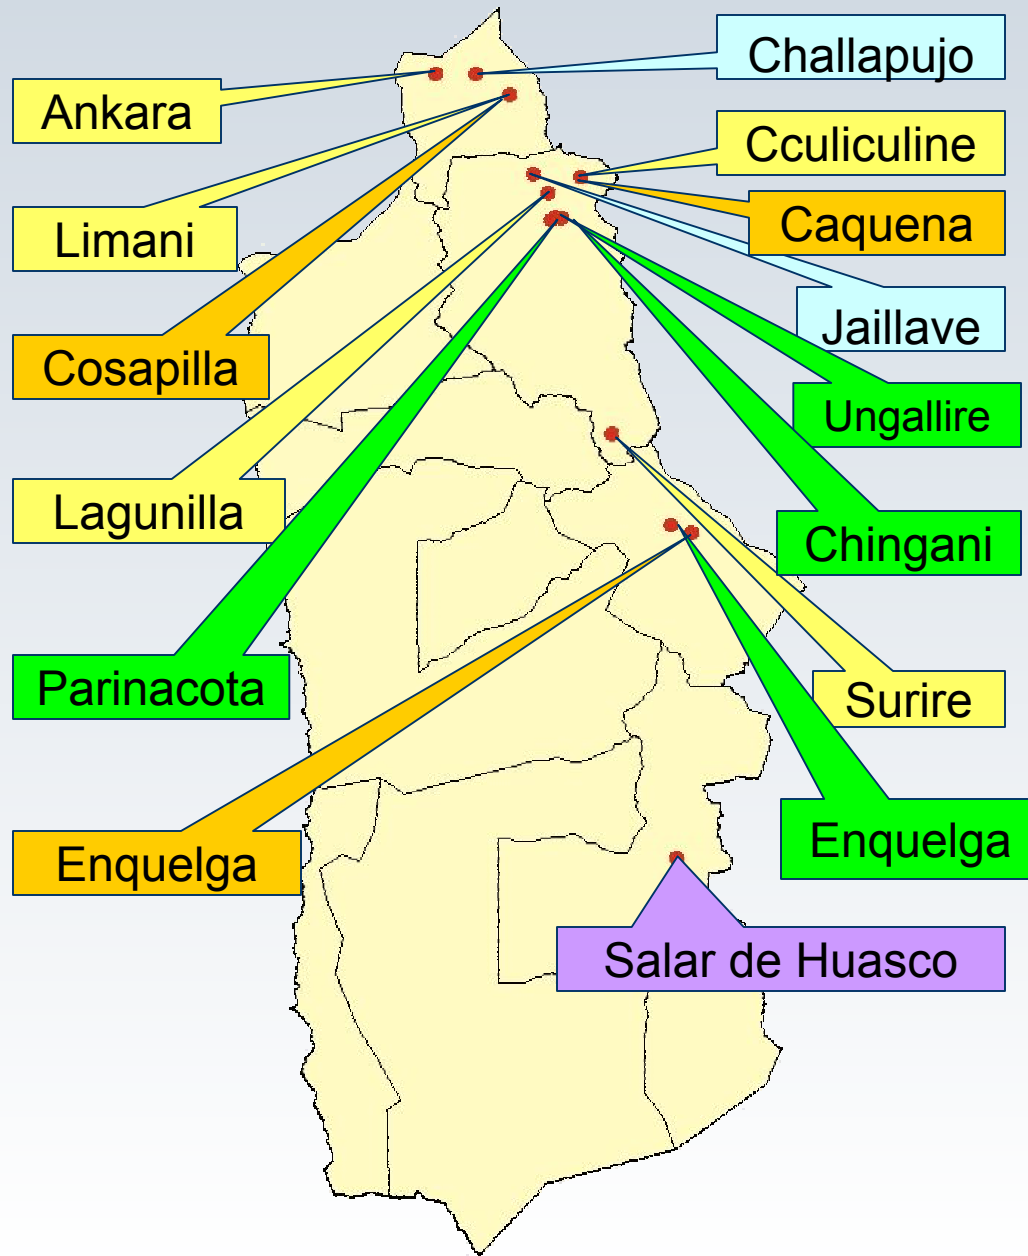 Challapujo
Ankara
Cculiculine
Caquena
Limani
Jaillave
Cosapilla
Ungallire
Lagunilla
Chingani
Parinacota
Surire
Enquelga
Enquelga
Salar de Huasco